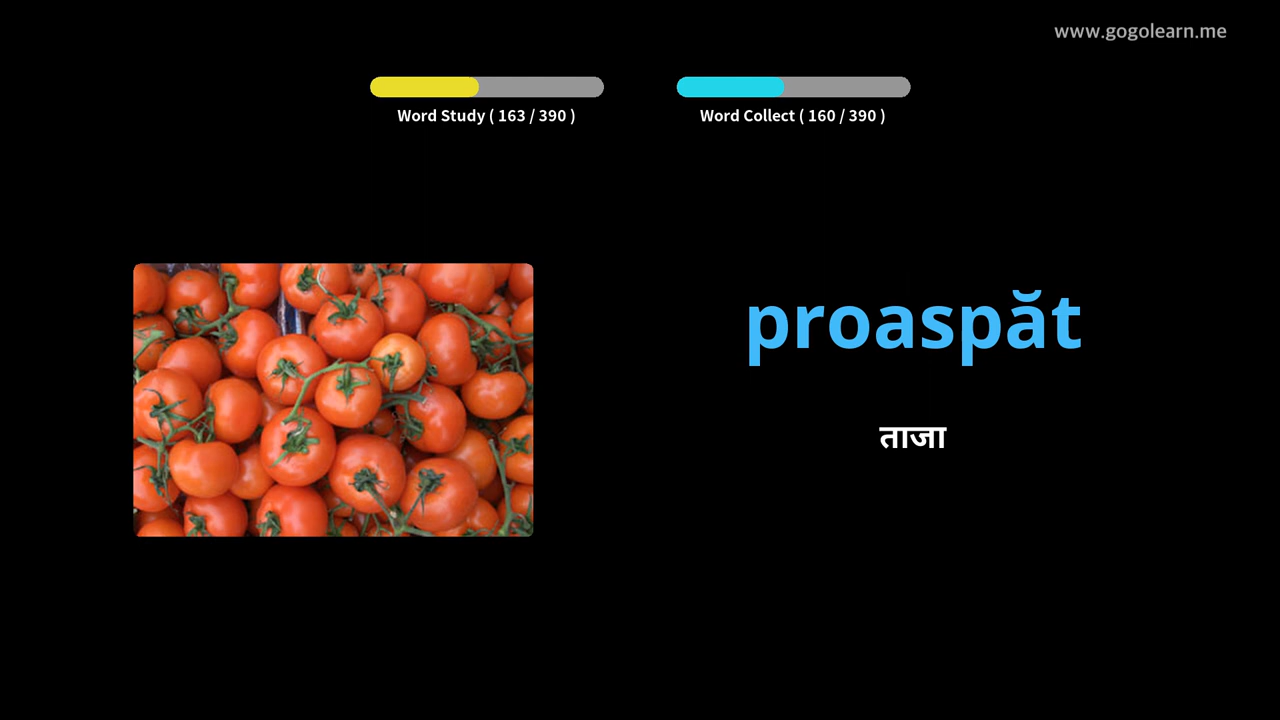 www.gogolearn.me
Word Study ( 163 / 390 )
Word Collect ( 160 / 390 )
proaspăt
ताजा